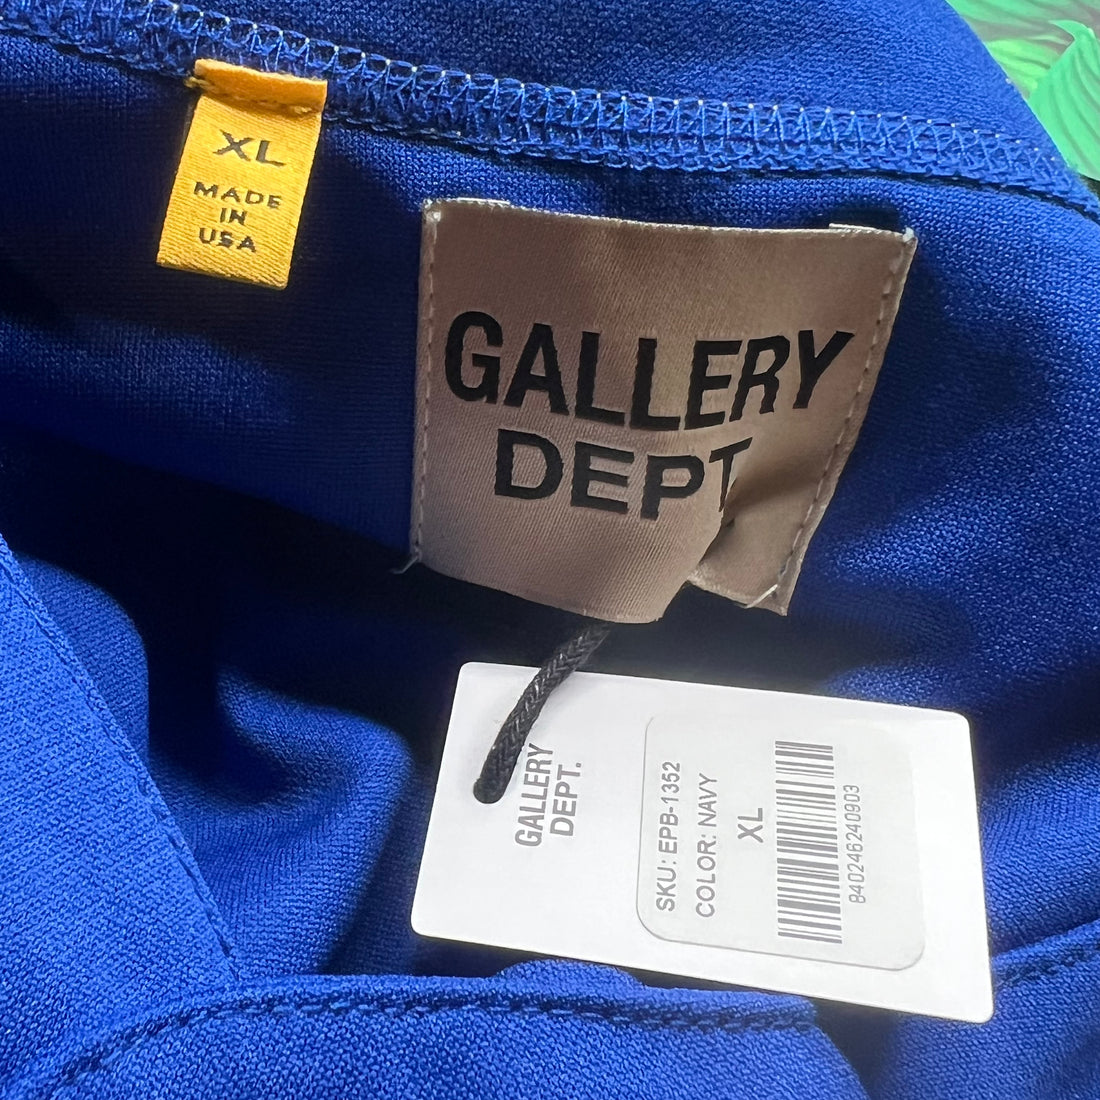 XL
MADE
IN
USA
GALLERY
DEPT
GALLERY
DEPT.
SKU: EPB-1352
COLOR: NAVY
XL
840246240903